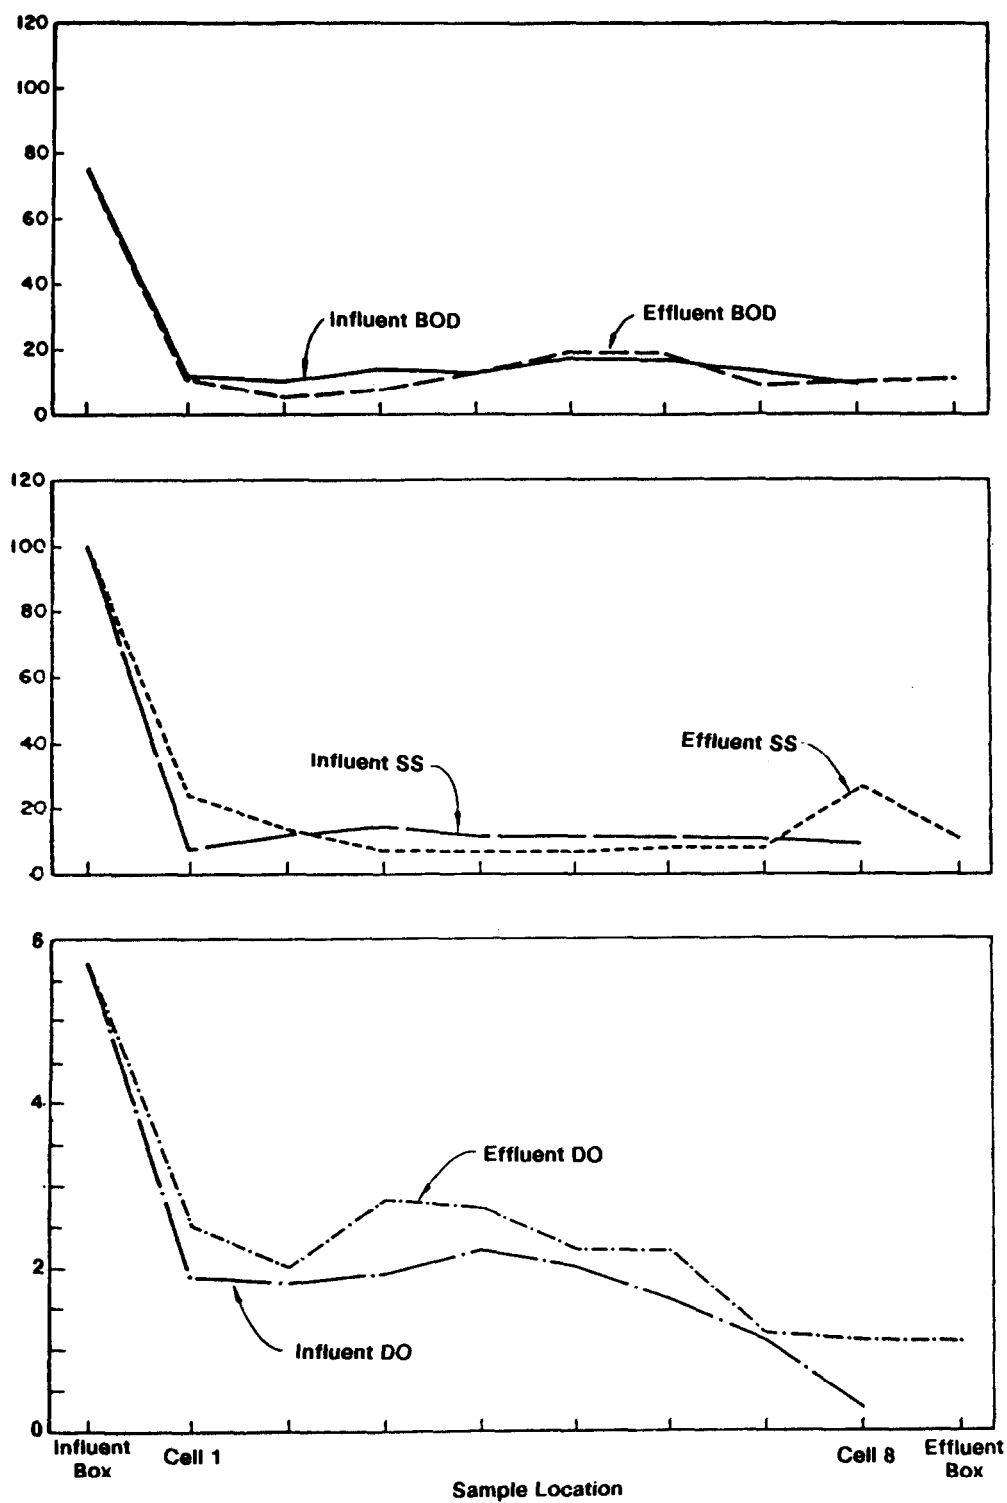 120
100
80
60
40
20
0
Influent BOD
Effluent BOD
120
100
80
60
40
20
0
Influent SS
Effluent SS
6
4
2
0
Effluent DO
Influent DO
Influent
Box
Cell 1
Cell 8
Effluent
Box
Sample Location